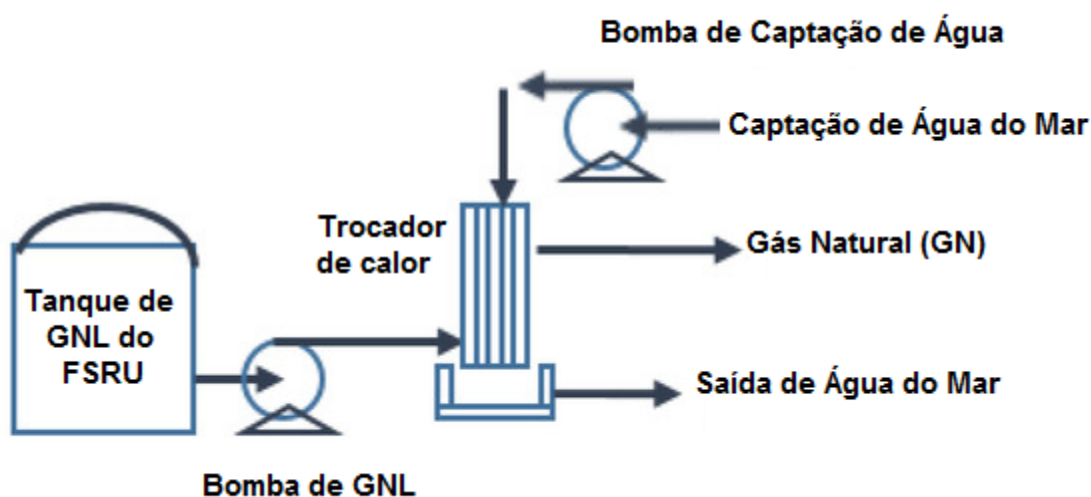 Bomba de Captação de Água
Captação de Água do Mar
Trocador
de calor
Gás Natural (GN)
Tanque de
GNL do
FSRU
Saída de Água do Mar
Bomba de GNL